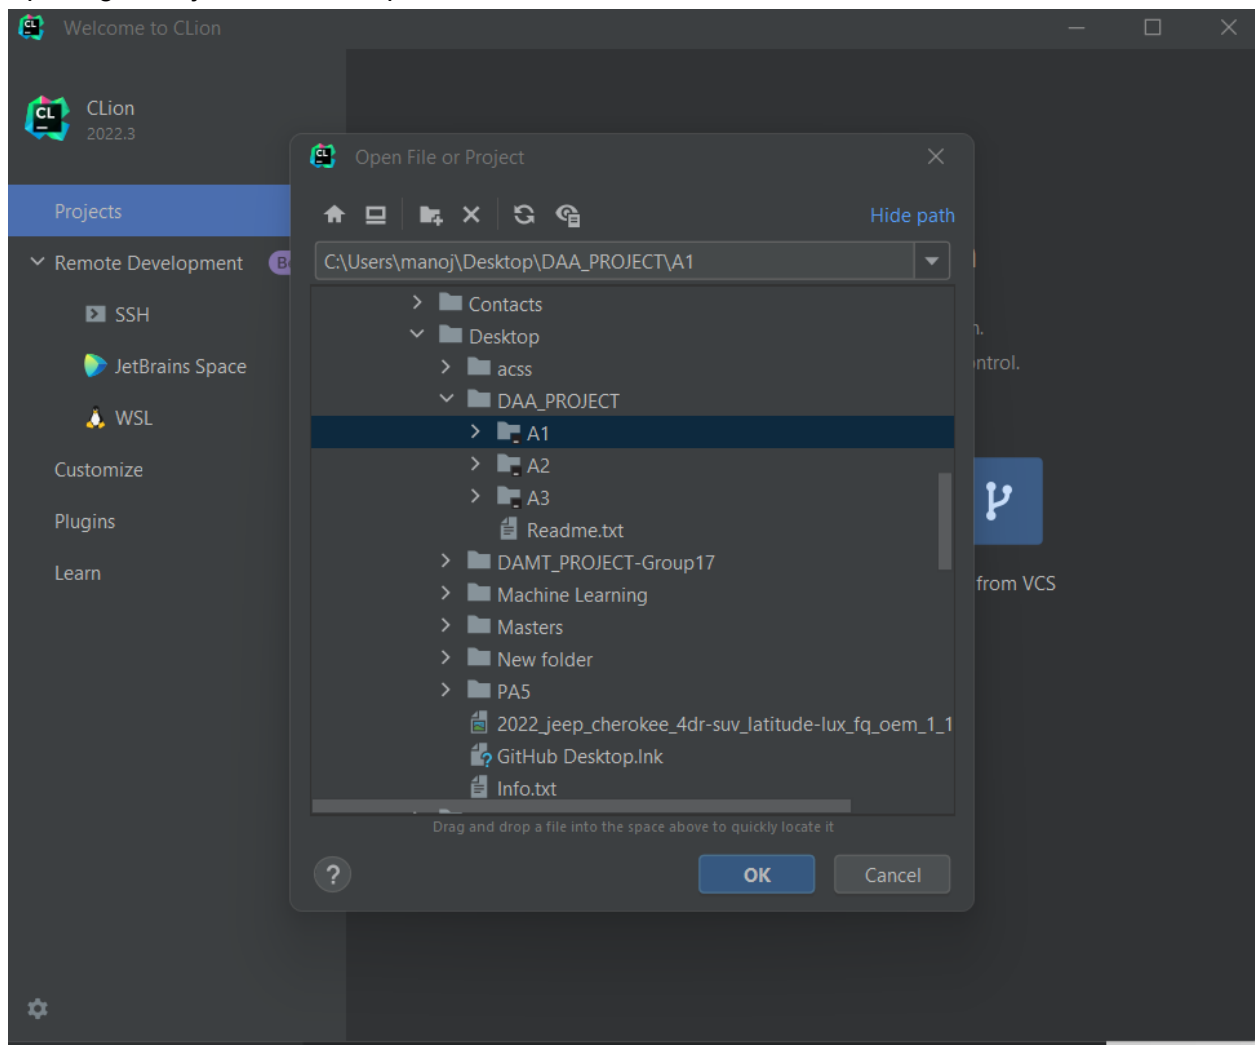 Welcome to CLion
CLion
2022.3
Projects
Remote Development
SSH
JetBrains Space
WSL
Customize
Plugins
Learn
Open File or Project
Hide path
C:\Users\manoj\Desktop\DAA_PROJECT\A1
Contacts
Desktop
acss
DAA_PROJECT
A1
A2
A3
Readme.txt
DAMT_PROJECT-Group17
Machine Learning
Masters
New folder
PA5
2022_jeep_cherokee_4dr-suv_latitude-lux_fq_oem_1_1
GitHub Desktop.lnk
Info.txt
Drag and drop a file into the space above to quickly locate it
?
OK
Cancel
from VCS